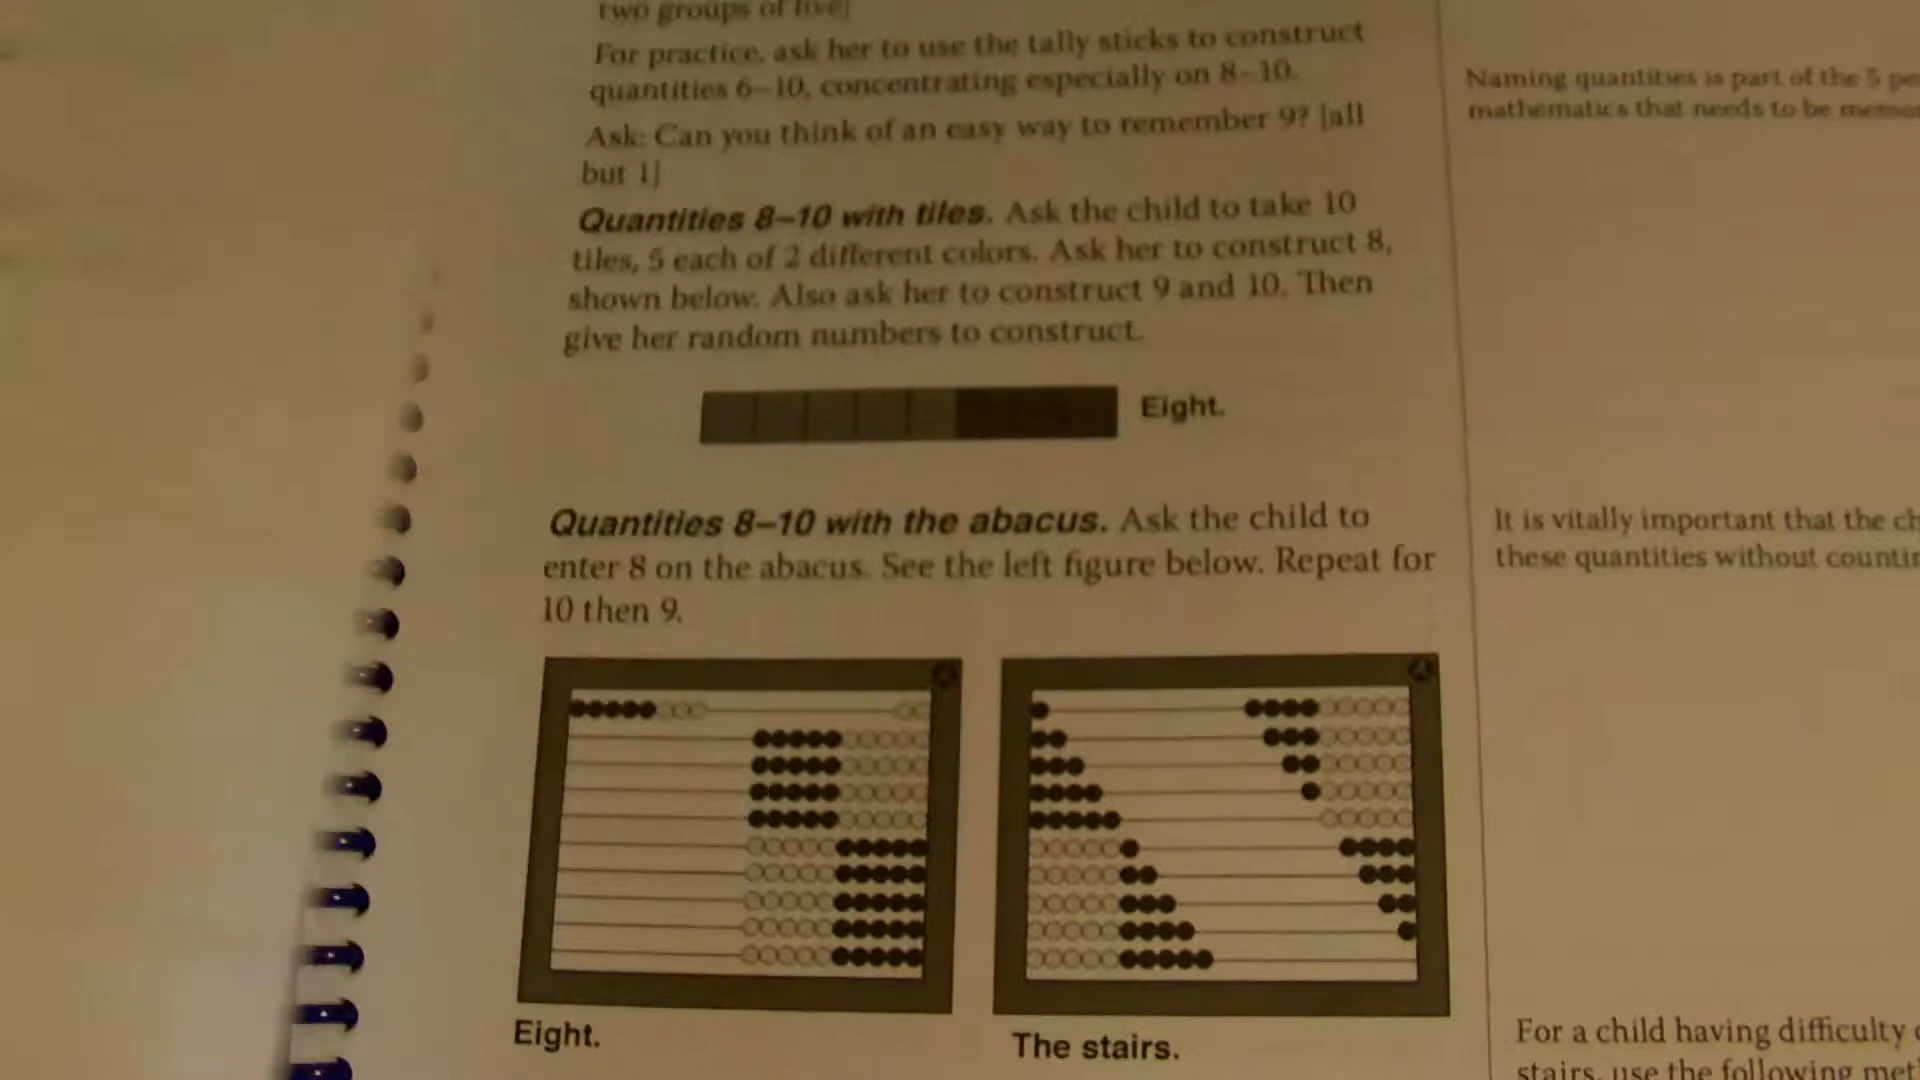 two groups of five]
For practice, ask her to use the tally sticks to construct
quantities 6–10, concentrating especially on 8–10.
Ask: Can you think of an easy way to remember 9? [all
but 1]
Quantities 8–10 with tiles. Ask the child to take 10
tiles, 5 each of 2 different colors. Ask her to construct 8,
shown below. Also ask her to construct 9 and 10. Then
give her random numbers to construct.
Eight.
Quantities 8–10 with the abacus. Ask the child to
enter 8 on the abacus. See the left figure below. Repeat for
10 then 9.
Eight.
The stairs.
Naming quantities is part of the 5
mathematics that needs to be
It is vitally important that the
these quantities without
For a child having difficulty
stairs, use the following